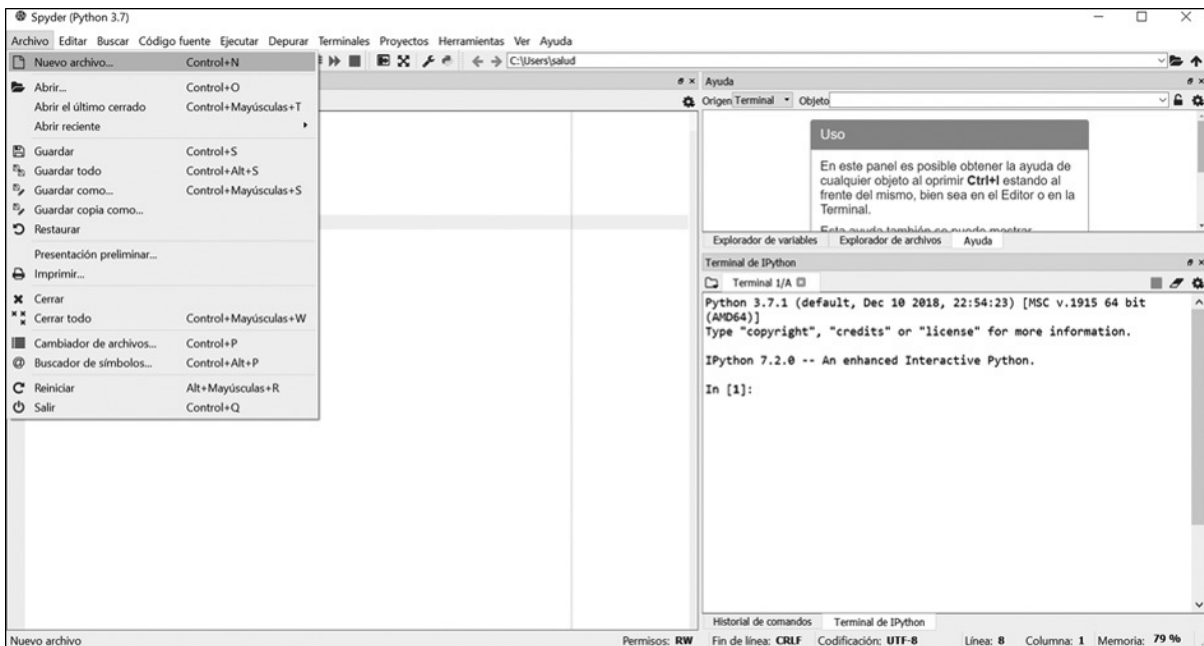 Spyder (Python 3.7)
Archivo Editar Buscar Código fuente Ejecutar Depurar Terminales Proyectos Herramientas Ver Ayuda
Nuevo archivo... Control+N
C:\Users\salud
Abrir... Control+O
Abrir el último cerrado Control+Mayúsculas+T
Abrir reciente
Guardar Control+S
Guardar todo Control+Alt+S
Guardar como... Control+Mayúsculas+S
Guardar copia como...
Restaurar
Presentación preliminar...
Imprimir...
Cerrar
Cerrar todo Control+Mayúsculas+W
Cambiador de archivos... Control+P
Buscador de símbolos... Control+Alt+P
Reiniciar Alt+Mayúsculas+R
Salir Control+Q
Ayuda
Origen Terminal Objeto
Uso
En este panel es posible obtener la ayuda de
cualquier objeto al oprimir Ctrl+I estando al
frente del mismo, bien sea en el Editor o en la
Terminal.
Esta ayuda también se puede mostrar
Explorador de variables Explorador de archivos Ayuda
Terminal de IPython
Terminal 1/A
Python 3.7.1 (default, Dec 10 2018, 22:54:23) [MSC v.1915 64 bit
(AMD64)]
Type "copyright", "credits" or "license" for more information.
IPython 7.2.0 -- An enhanced Interactive Python.
In [1]:
Historial de comandos Terminal de IPython
Nuevo archivo Permisos: RW Fin de línea: CRLF Codificación: UTF-8 Línea: 8 Columna: 1 Memoria: 79 %